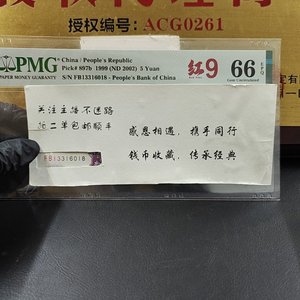 授权编号：ACG0261
PMG
PAPER MONEY GUARANTY
China / People's Republic
Pick# 897b 1999 (ND 2002) 5 Yuan
S/N FB13316018 - People's Bank of China
红9
66 EPQ
Gem Uncirculated
关注主播不迷路
二单包邮顺丰
感恩相遇，携手同行
钱币收藏，传承经典
FB13316018